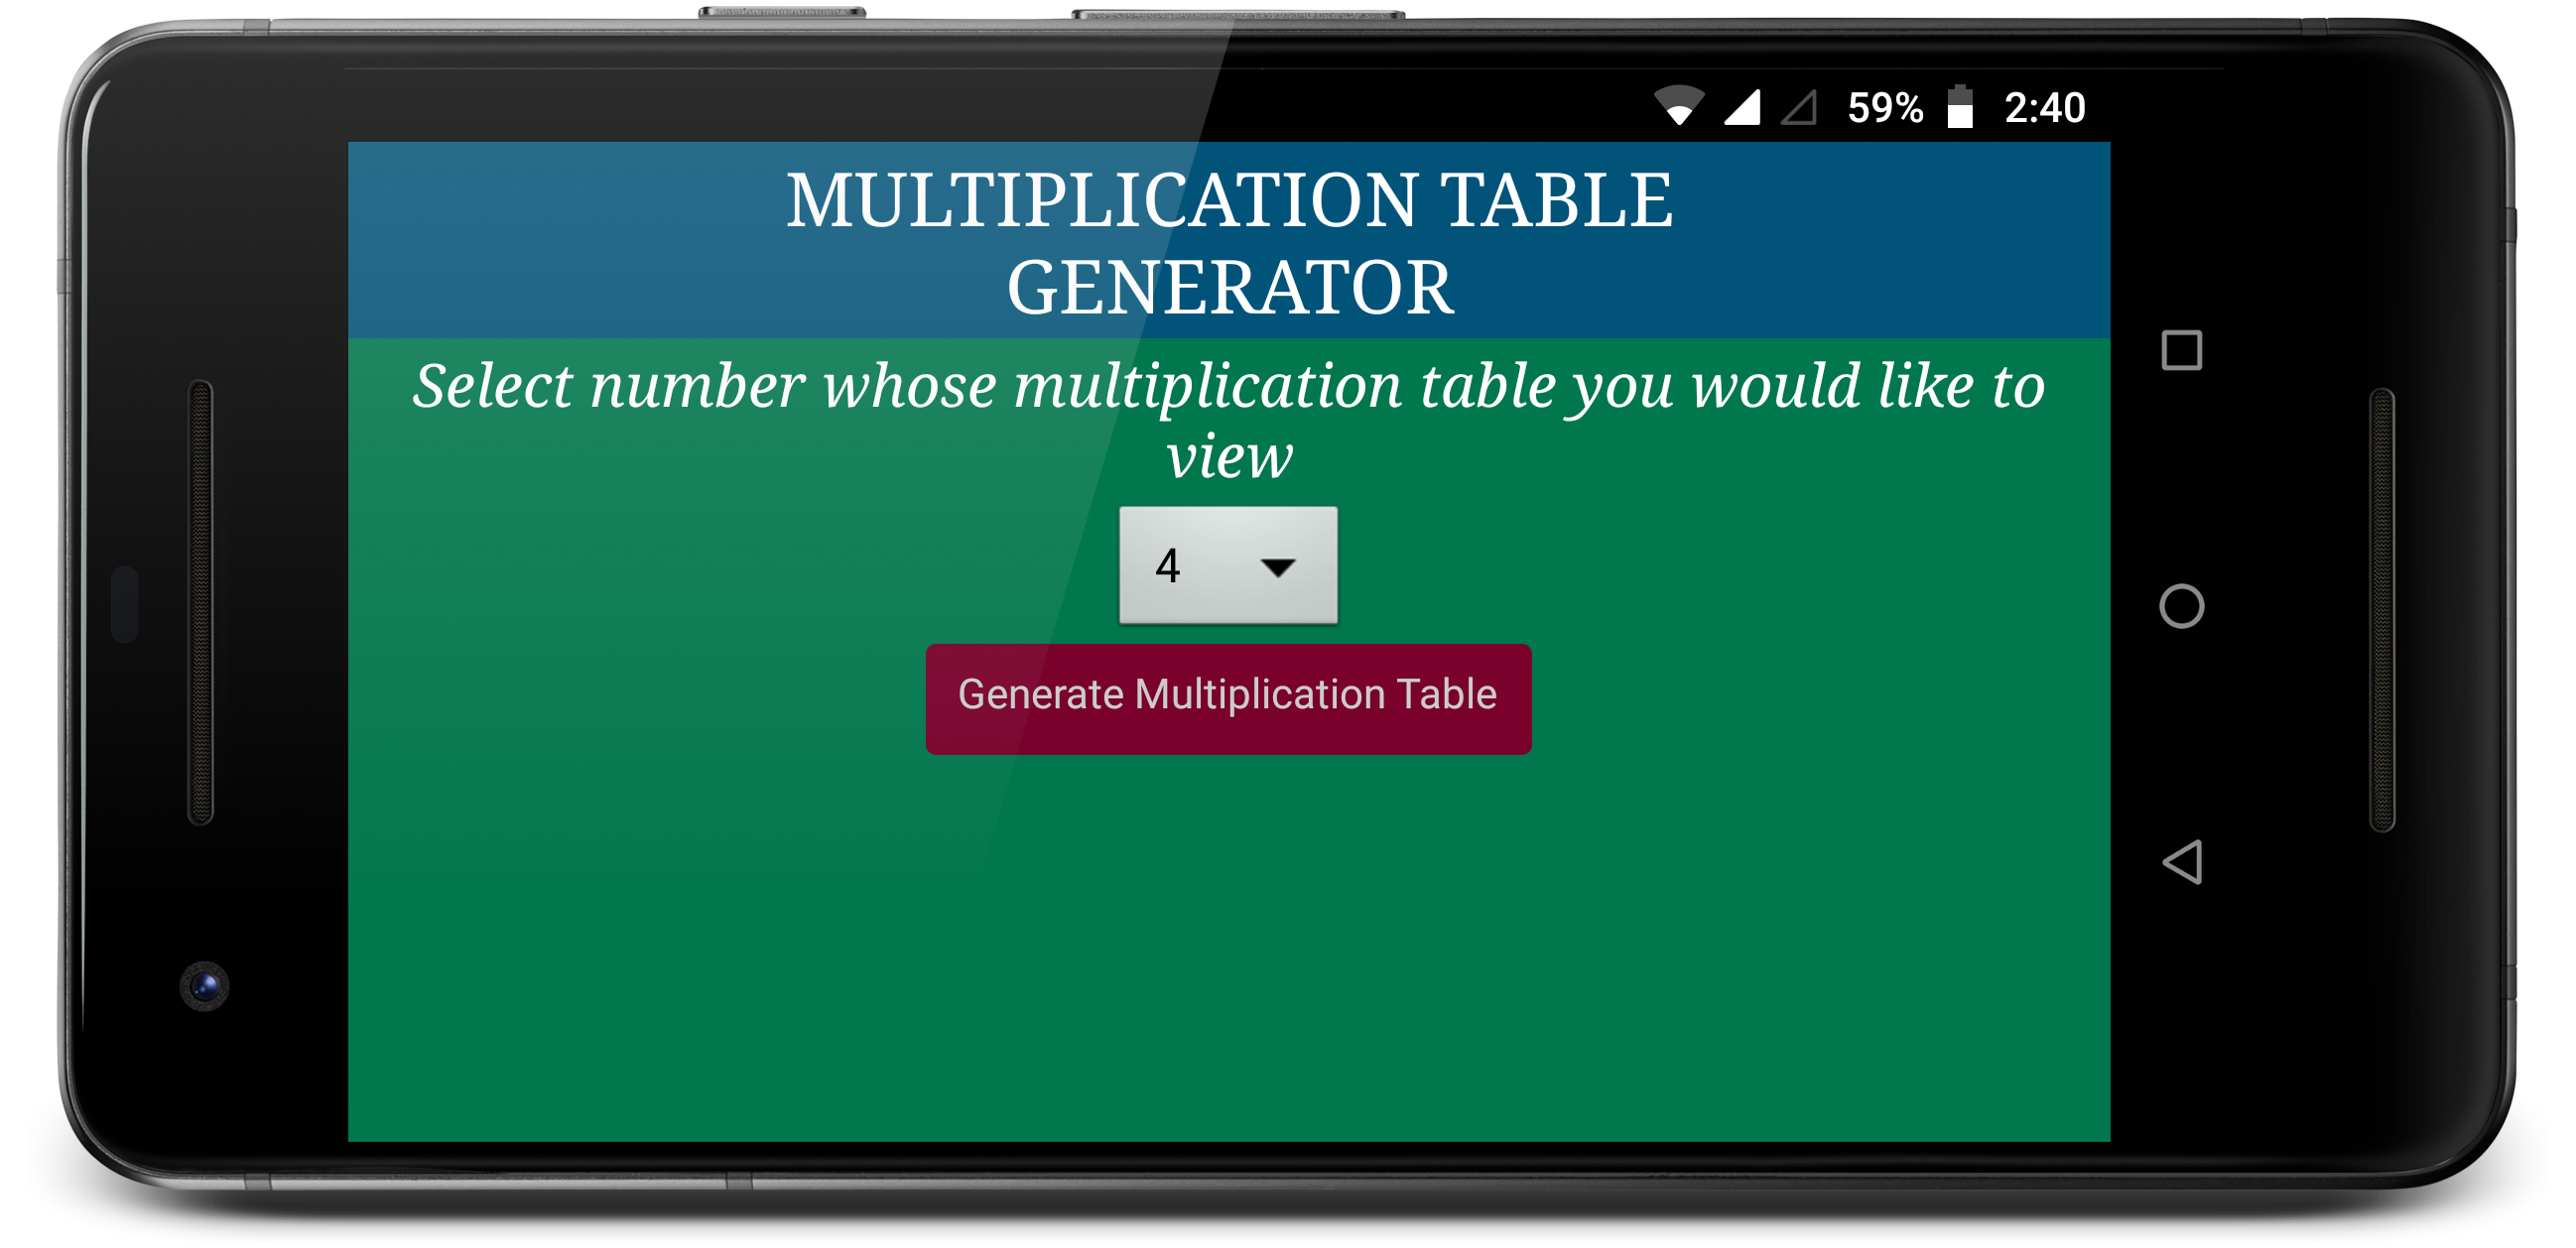 59% 2:40
MULTIPLICATION TABLE
GENERATOR
Select number whose multiplication table you would like to
view
4
Generate Multiplication Table